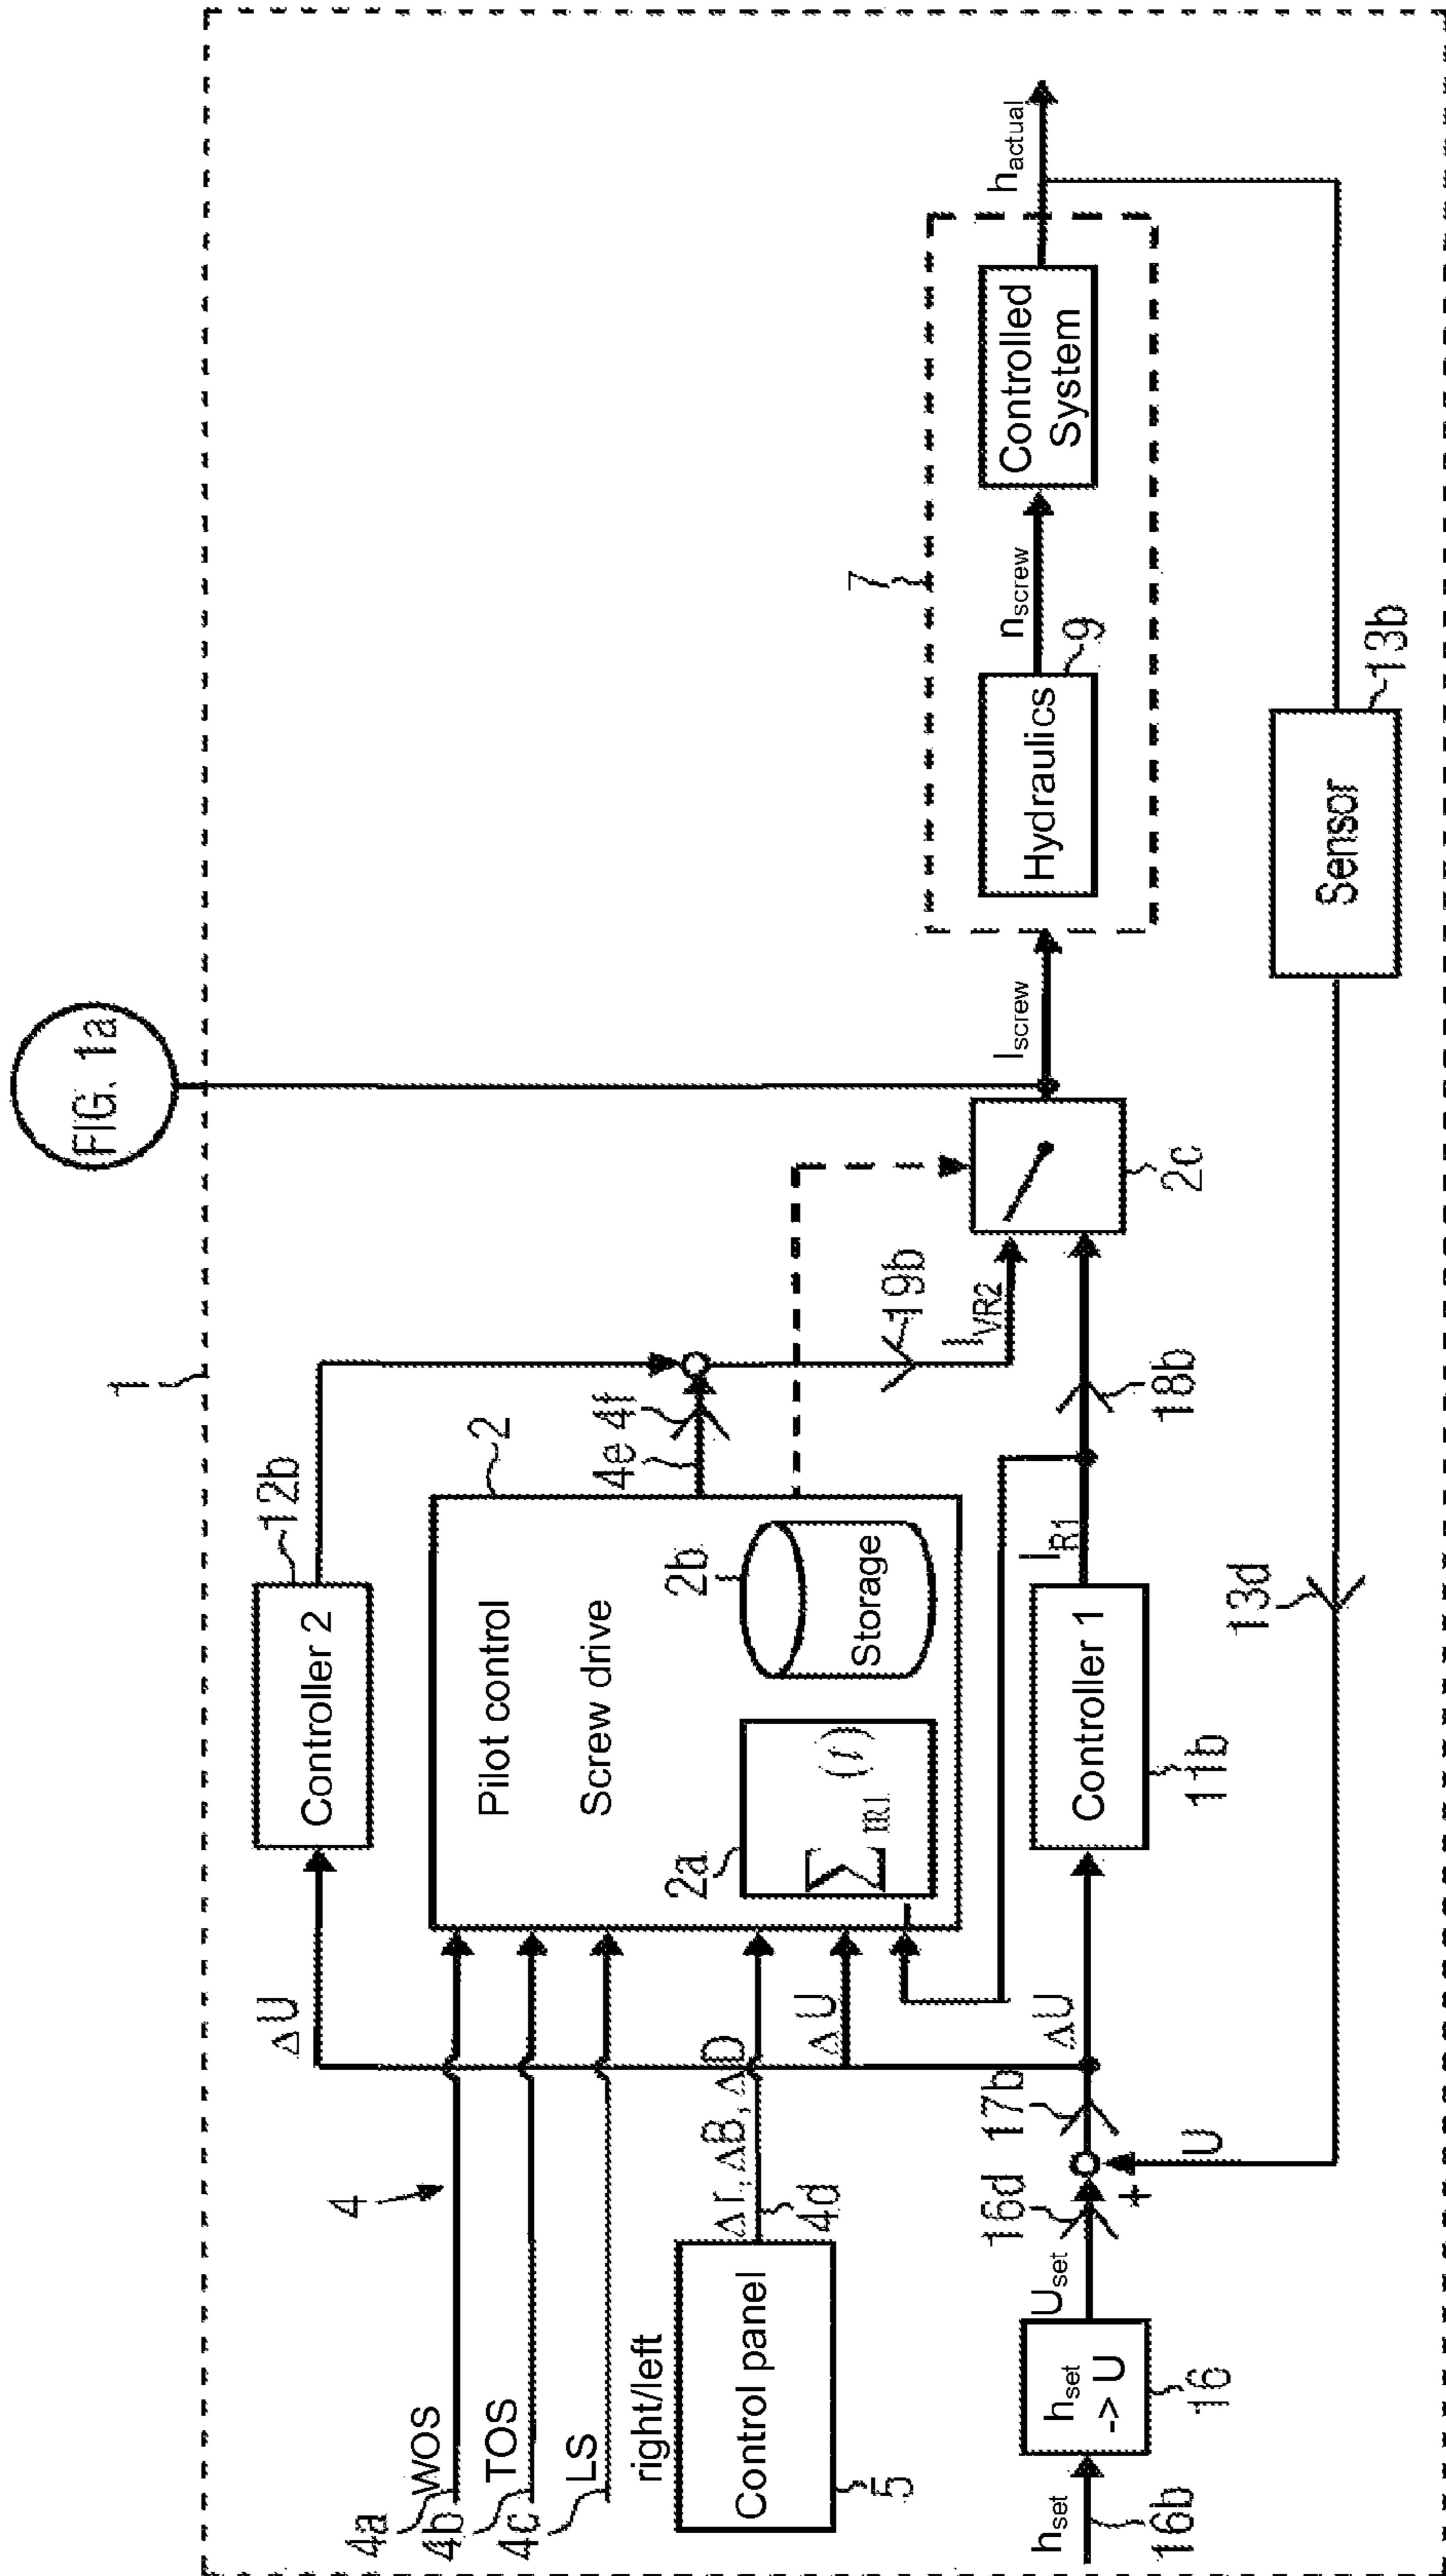 FIG. 1a
1
12b
Controller 2
ΔU
4
4a
WOS
4b
TOS
4c
LS
right/left
Control panel
5
Δr, ΔB, ΔD
4d
ΔU
Pilot control
Screw drive
2
2a
∑ IR1 (t)
2b
Storage
4e
4f
19b
I_VR2
h_set
16b
h_set
-> U
16
U_set
16d
+
U
17b
ΔU
Controller 1
11b
I_R1
18b
2c
I_screw
7
Hydraulics
9
n_screw
Controlled
System
h_actual
13d
Sensor
13b